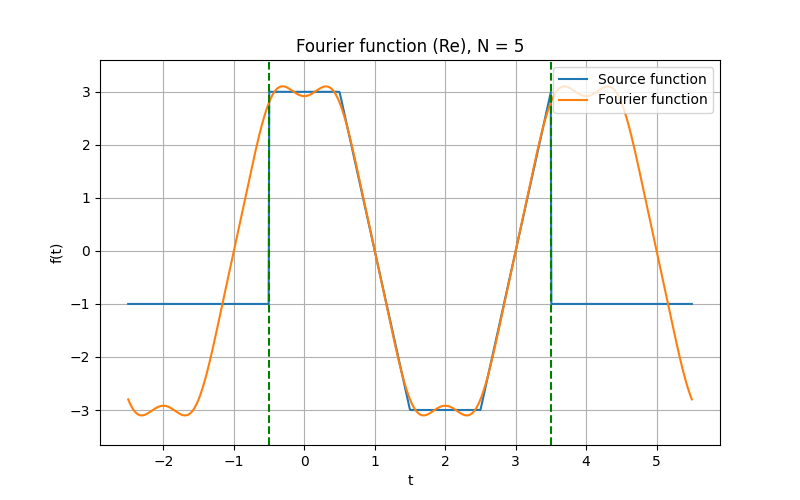 Fourier function (Re), N = 5
Source function
Fourier function
f(t)
3
2
1
0
−1
−2
−3
−2 −1 0 1 2 3 4 5
t